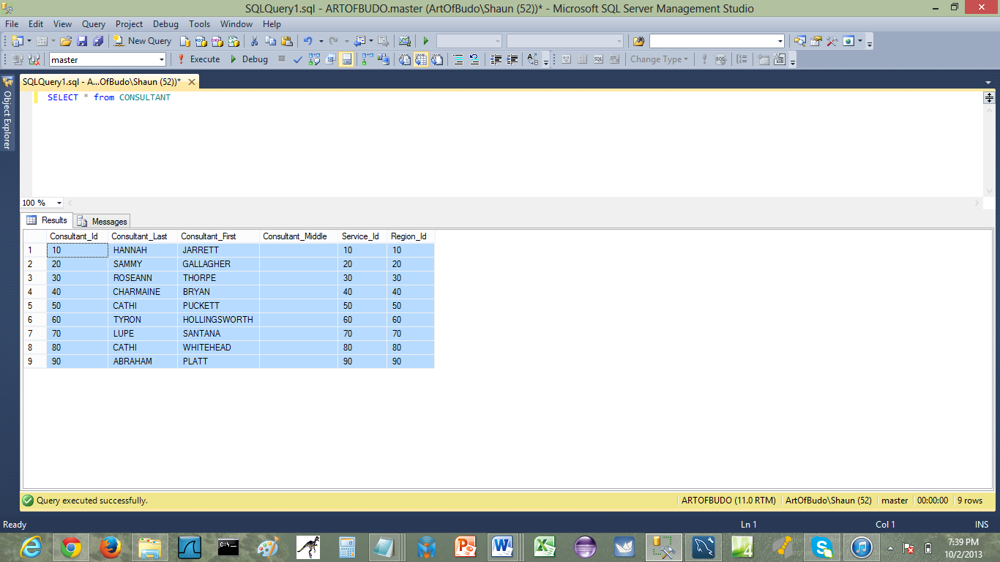 SQLQuery1.sql - ARTOFBUDO.master (ArtOfBudo\Shaun (52))* - Microsoft SQL Server Management Studio
File Edit View Query Project Debug Tools Window Help
New Query
master Execute Debug Change Type
Object Explorer
SQLQuery1.sql - A...OfBudo\Shaun (52))*
SELECT * from CONSULTANT
100 %
Results Messages
Consultant_Id Consultant_Last Consultant_First Consultant_Middle Service_Id Region_Id
1 10 HANNAH JARRETT 10 10
2 20 SAMMY GALLAGHER 20 20
3 30 ROSEANN THORPE 30 30
4 40 CHARMAINE BRYAN 40 40
5 50 CATHI PUCKETT 50 50
6 60 TYRON HOLLINGSWORTH 60 60
7 70 LUPE SANTANA 70 70
8 80 CATHI WHITEHEAD 80 80
9 90 ABRAHAM PLATT 90 90
Query executed successfully. ARTOFBUDO (11.0 RTM) ArtOfBudo\Shaun (52) master 00:00:00 9 rows
Ready Ln 1 Col 1 INS
7:39 PM
10/2/2013